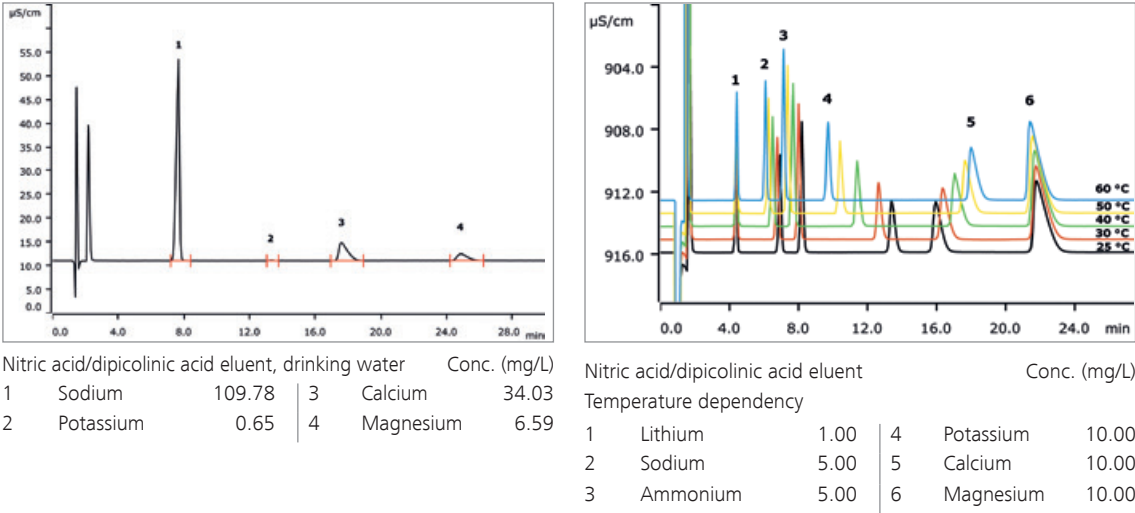 µS/cm
55.0
50.0
45.0
40.0
35.0
30.0
25.0
20.0
15.0
10.0
5.0
0.0
1
2
3
4
0.0 4.0 8.0 12.0 16.0 20.0 24.0 28.0 min
Nitric acid/dipicolinic acid eluent, drinking water Conc. (mg/L)
1 Sodium 109.78 3 Calcium 34.03
2 Potassium 0.65 4 Magnesium 6.59
µS/cm
904.0
908.0
912.0
916.0
1
2
3
4
5
6
60 °C
50 °C
40 °C
30 °C
25 °C
0.0 4.0 8.0 12.0 16.0 20.0 24.0 min
Nitric acid/dipicolinic acid eluent Conc. (mg/L)
Temperature dependency
1 Lithium 1.00 4 Potassium 10.00
2 Sodium 5.00 5 Calcium 10.00
3 Ammonium 5.00 6 Magnesium 10.00